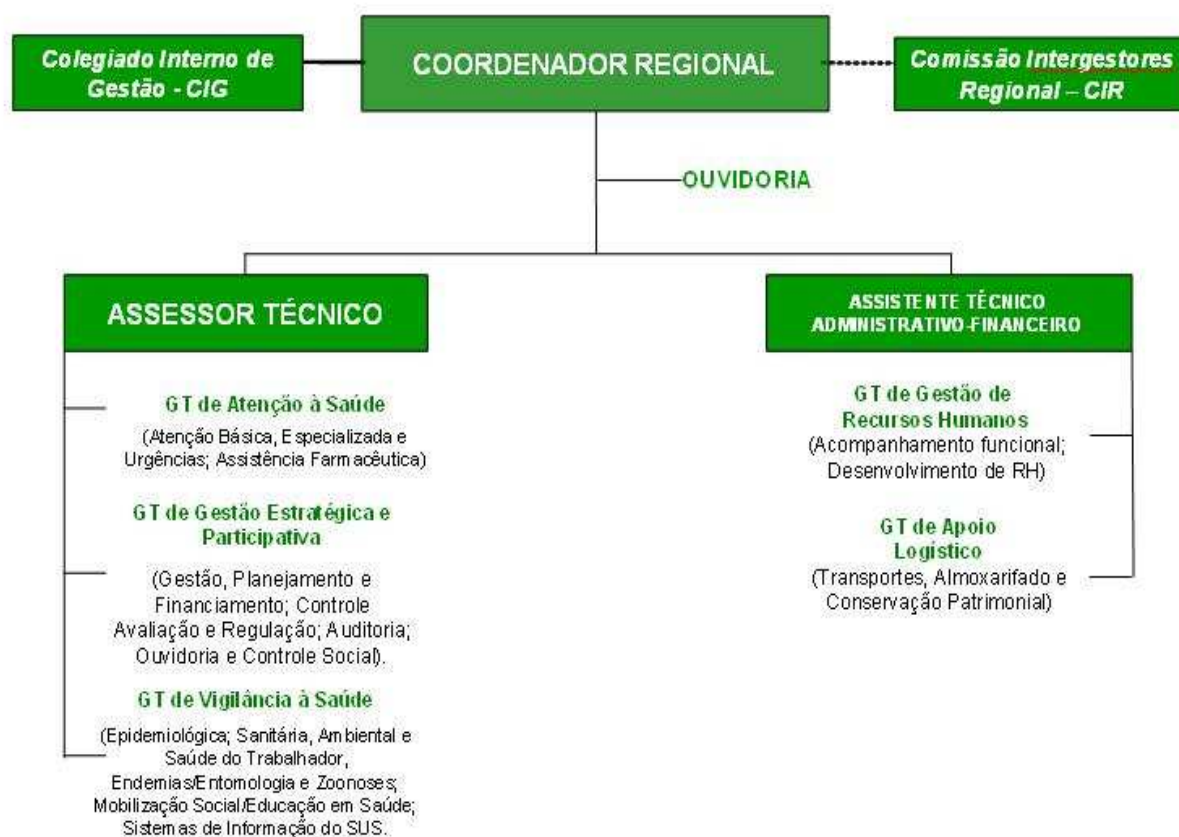 Colegiado Interno de
Gestão - CIG
COORDENADOR REGIONAL
Comissão Intergestores
Regional – CIR
OUVIDORIA
ASSESSOR TÉCNICO
GT de Atenção à Saúde
(Atenção Básica, Especializada e
Urgências; Assistência Farmacêutica)
GT de Gestão Estratégica e
Participativa
(Gestão, Planejamento e
Financiamento; Controle
Avaliação e Regulação; Auditoria;
Ouvidoria e Controle Social).
GT de Vigilância à Saúde
(Epidemiológica; Sanitária, Ambiental e
Saúde do Trabalhador,
Endemias/Entomologia e Zoonoses;
Mobilização Social/Educação em Saúde;
Sistemas de Informação do SUS.
ASSISTENTE TÉCNICO
ADMINISTRATIVO-FINANCEIRO
GT de Gestão de
Recursos Humanos
(Acompanhamento funcional;
Desenvolvimento de RH)
GT de Apoio
Logístico
(Transportes, Almoxarifado e
Conservação Patrimonial)